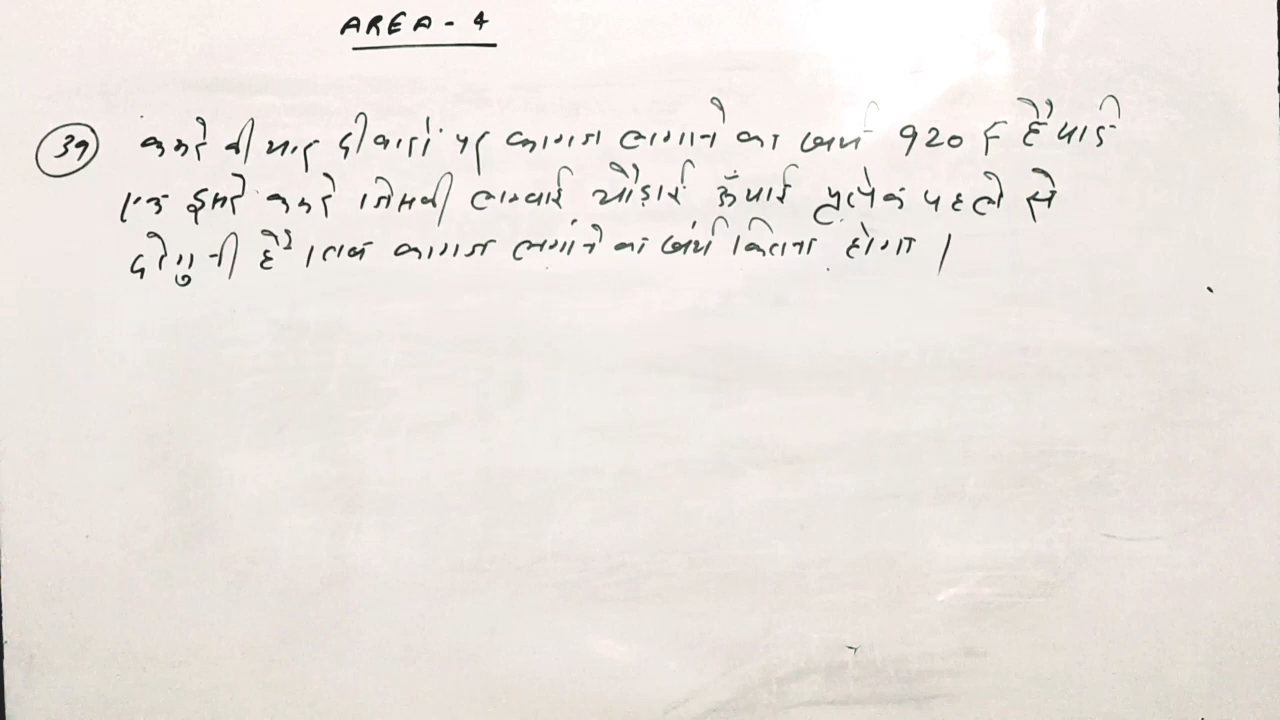 AREA - 4
39 कमरे की चार दीवारों पर कागज लगाने का खर्च 920 रू है यदि
एक दूसरे कमरे जिसकी लम्बाई चौड़ाई ऊँचाई प्रत्येक पहले से
दोगुनी है। तब कागज लगाने का खर्च कितना होगा।